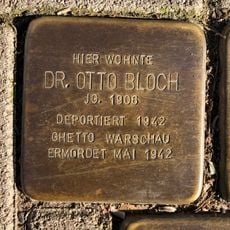 HIER WOHNTE
DR. OTTO BLOCH
JG. 1906
DEPORTIERT 1942
GHETTO WARSCHAU
ERMORDET MAI 1942